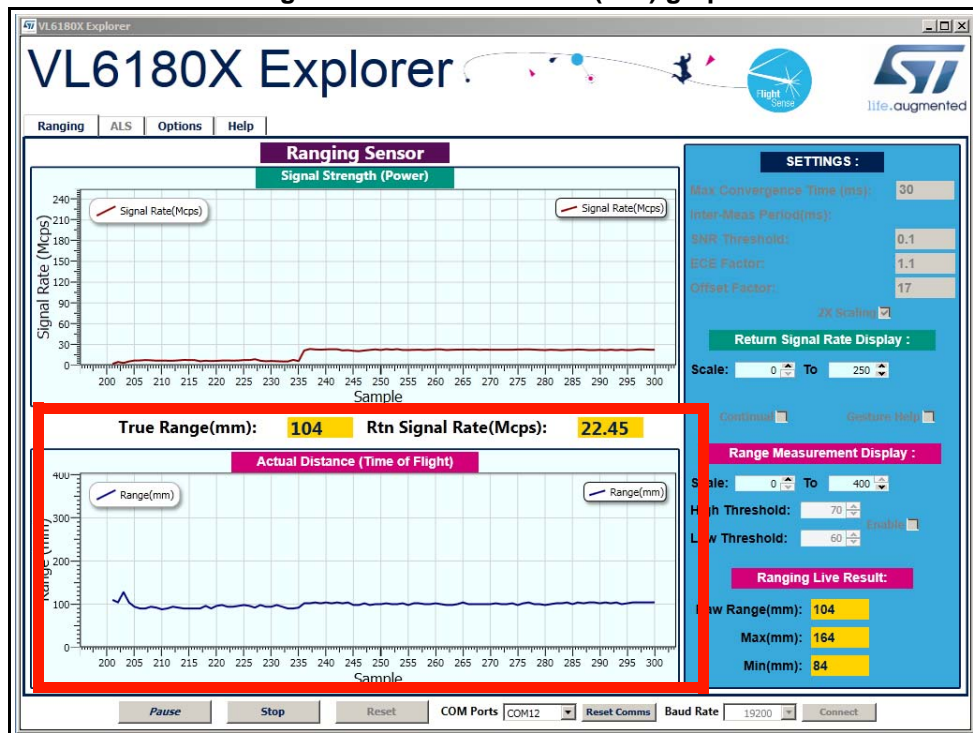 VL6180X Explorer
VL6180X Explorer
Flight
Sense
life.augmented
Ranging ALS Options Help
Ranging Sensor
Signal Strength (Power)
Signal Rate (Mcps)
240
210
180
150
120
90
60
30
0
Signal Rate(Mcps)
Signal Rate(Mcps)
200 205 210 215 220 225 230 235 240 245 250 255 260 265 270 275 280 285 290 295 300
Sample
True Range(mm): 104 Rtn Signal Rate(Mcps): 22.45
Actual Distance (Time of Flight)
Range (mm)
400
300
200
100
0
Range(mm)
Range(mm)
200 205 210 215 220 225 230 235 240 245 250 255 260 265 270 275 280 285 290 295 300
Sample
SETTINGS :
Max Convergence Time (ms): 30
Inter-Meas Period(ms):
SNR Threshold: 0.1
ECE Factor: 1.1
Offset Factor: 17
2X Scaling
Return Signal Rate Display :
Scale: 0 To 250
Continual Gesture Help
Range Measurement Display :
Scale: 0 To 400
High Threshold: 70
Enable
Low Threshold: 60
Ranging Live Result:
Raw Range(mm): 104
Max(mm): 164
Min(mm): 84
Pause Stop Reset COM Ports COM12 Reset Comms Baud Rate 19200 Connect